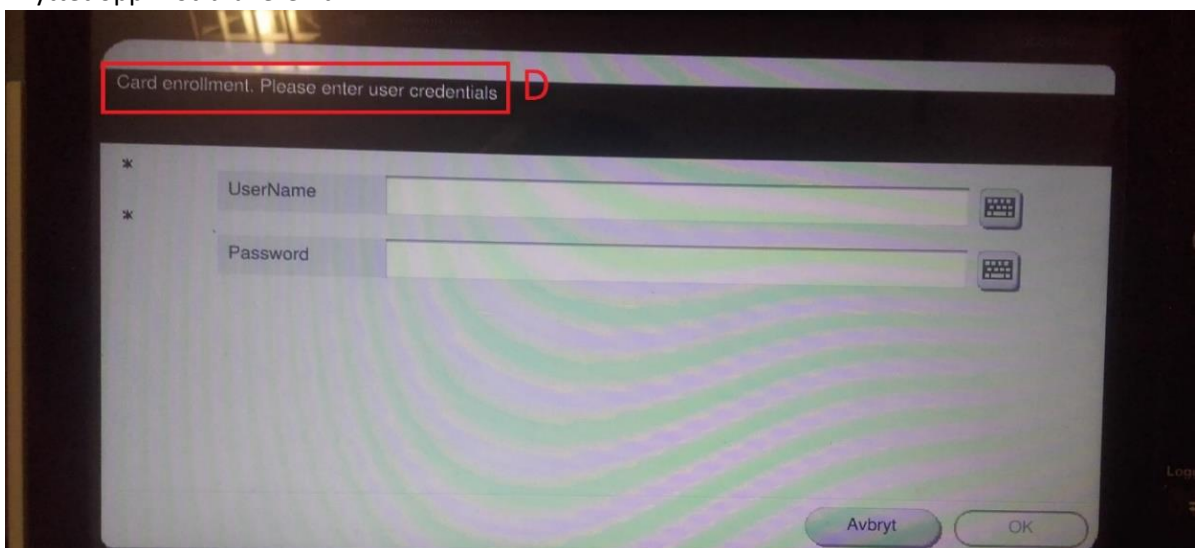 Card enrollment. Please enter user credentials
D
*
UserName
*
Password
Avbryt
OK